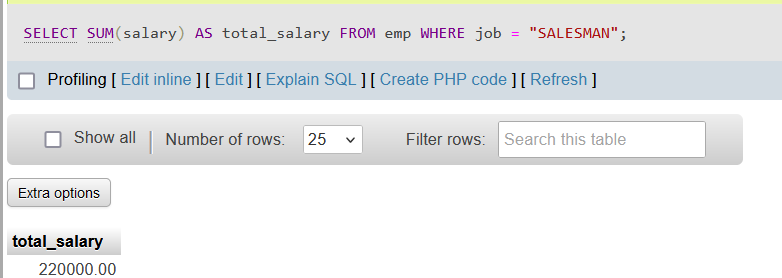 SELECT SUM(salary) AS total_salary FROM emp WHERE job = "SALESMAN";
Profiling [ Edit inline ] [ Edit ] [ Explain SQL ] [ Create PHP code ] [ Refresh ]
Show all | Number of rows: 25 Filter rows: Search this table
Extra options
total_salary
220000.00